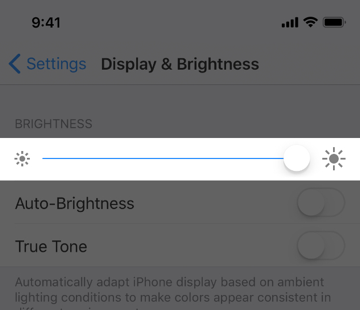 9:41
Settings
Display & Brightness
BRIGHTNESS
Auto-Brightness
True Tone
Automatically adapt iPhone display based on ambient
lighting conditions to make colors appear consistent in